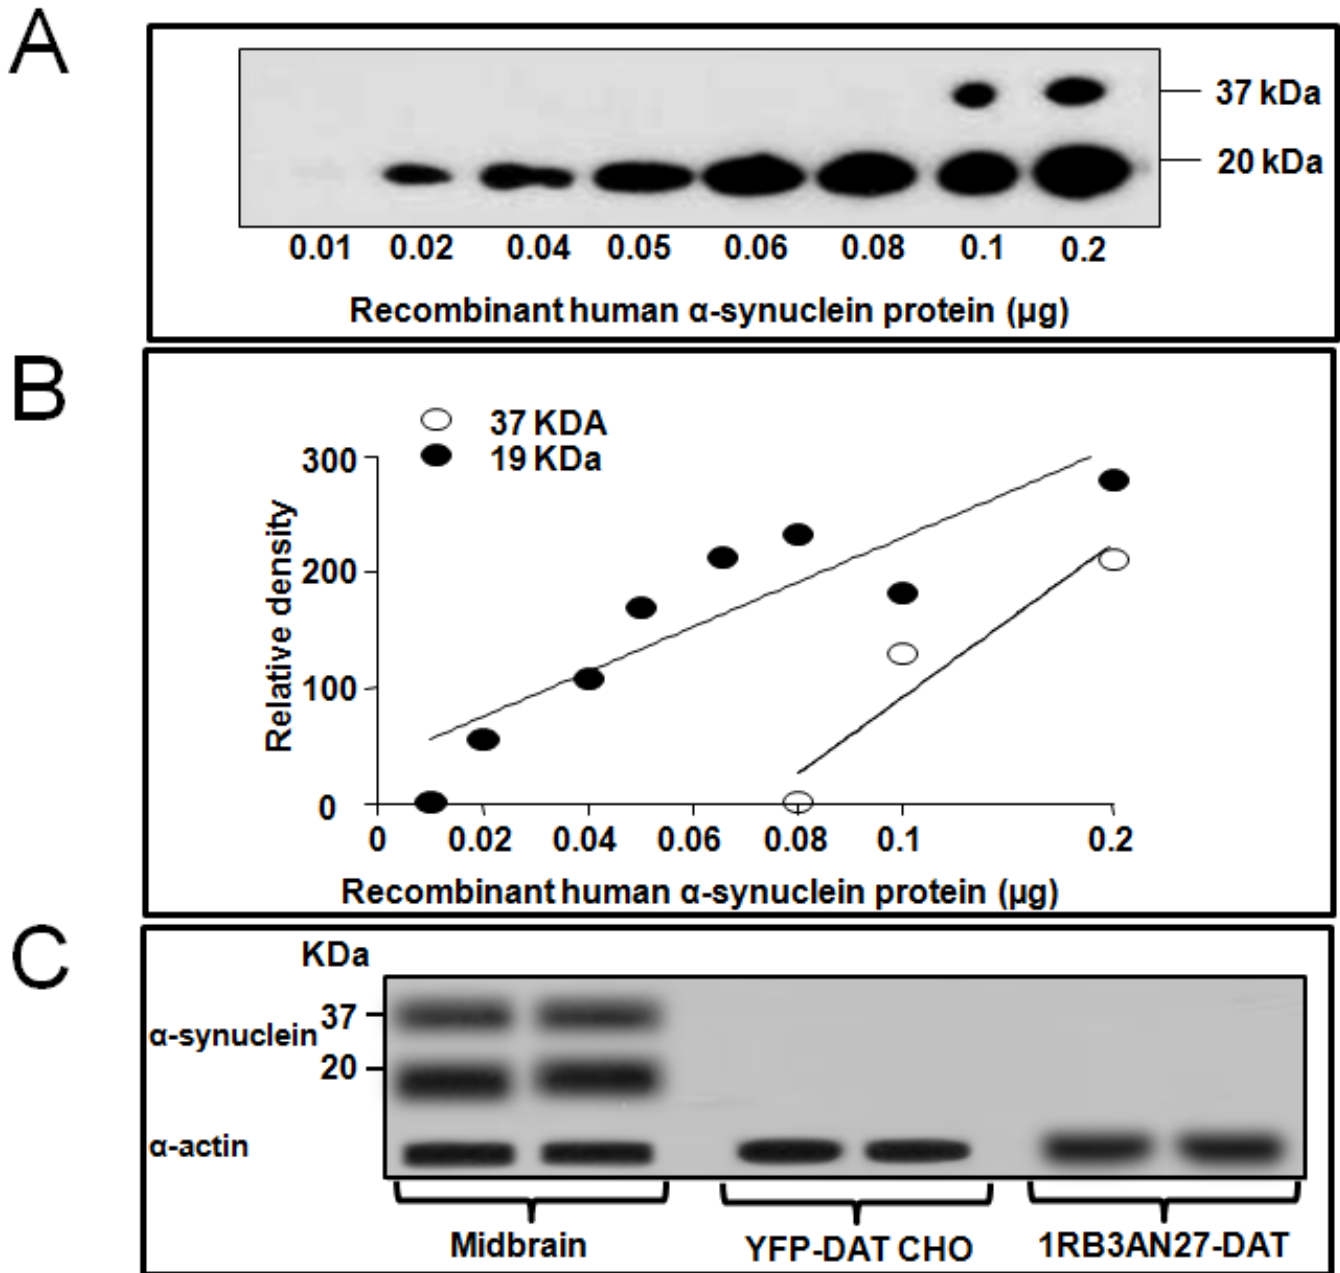 A
37 kDa
20 kDa
0.01 0.02 0.04 0.05 0.06 0.08 0.1 0.2
Recombinant human α-synuclein protein (μg)
B
37 KDA
19 KDa
300
200
100
0
Relative density
0 0.02 0.04 0.06 0.08 0.1 0.2
Recombinant human α-synuclein protein (μg)
C
KDa
α-synuclein
37
20
α-actin
Midbrain YFP-DAT CHO 1RB3AN27-DAT